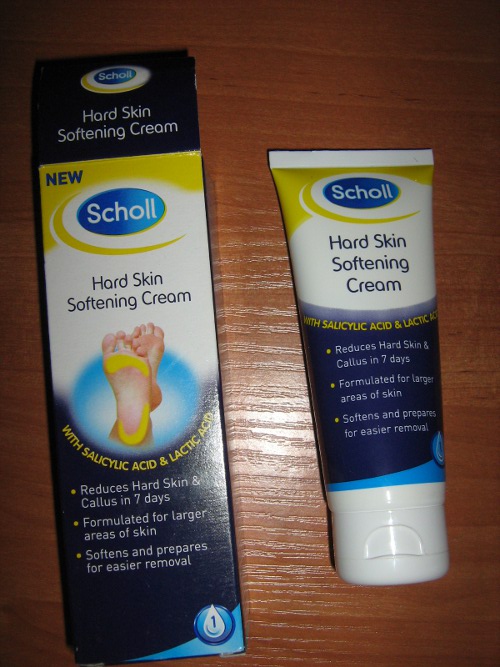 Scholl
Hard Skin
Softening Cream
NEW
Scholl
Hard Skin
Softening Cream
WITH SALICYLIC ACID & LACTIC ACID
• Reduces Hard Skin &
Callus in 7 days
• Formulated for larger
areas of skin
• Softens and prepares
for easier removal
1
Scholl
Hard Skin
Softening
Cream
WITH SALICYLIC ACID & LACTIC
• Reduces Hard Skin &
Callus in 7 days
• Formulated for larger
areas of skin
• Softens and prepares
for easier removal